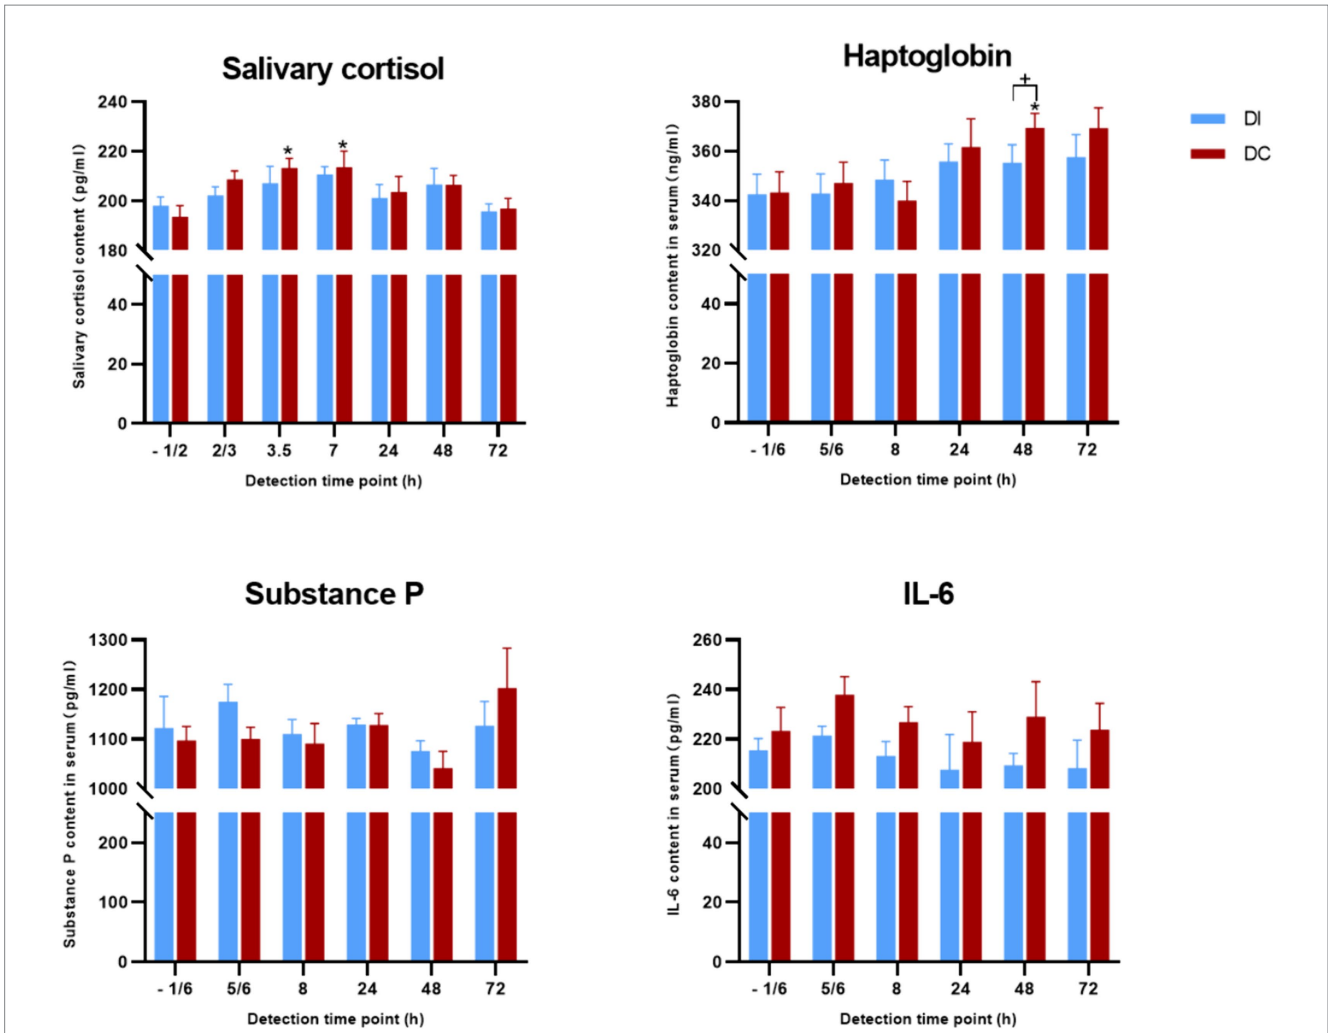 Salivary cortisol
Salivary cortisol content (pg/ml)
240
220
200
180
40
20
0
*
*
- 1/2 2/3 3.5 7 24 48 72
Detection time point (h)
Haptoglobin
Haptoglobin content in serum (ng/ml)
380
360
340
320
40
20
0
+
*
- 1/6 5/6 8 24 48 72
Detection time point (h)
DI
DC
Substance P
Substance P content in serum (pg/ml)
1300
1200
1100
1000
200
100
0
- 1/6 5/6 8 24 48 72
Detection time point (h)
IL-6
IL-6 content in serum (pg/ml)
260
240
220
200
40
20
0
- 1/6 5/6 8 24 48 72
Detection time point (h)